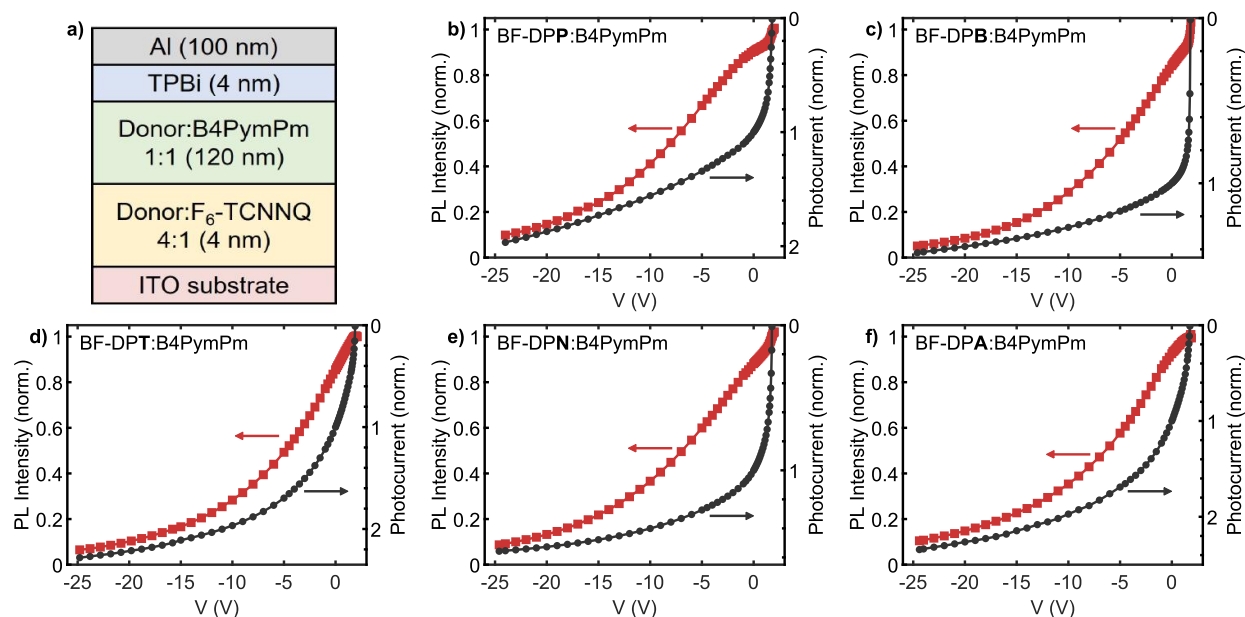 a)
Al (100 nm)
TPBi (4 nm)
Donor:B4PymPm
1:1 (120 nm)
Donor:F₆-TCNNQ
4:1 (4 nm)
ITO substrate
b)
BF-DPP:B4PymPm
PL Intensity (norm.)
1
0.8
0.6
0.4
0.2
0
-25 -20 -15 -10 -5 0
V (V)
0
1
2
Photocurrent (norm.)
c)
BF-DPB:B4PymPm
PL Intensity (norm.)
1
0.8
0.6
0.4
0.2
0
-25 -20 -15 -10 -5 0
V (V)
0
1
Photocurrent (norm.)
d)
BF-DPT:B4PymPm
PL Intensity (norm.)
1
0.8
0.6
0.4
0.2
0
-25 -20 -15 -10 -5 0
V (V)
0
1
2
Photocurrent (norm.)
e)
BF-DPN:B4PymPm
PL Intensity (norm.)
1
0.8
0.6
0.4
0.2
0
-25 -20 -15 -10 -5 0
V (V)
0
1
Photocurrent (norm.)
f)
BF-DPA:B4PymPm
PL Intensity (norm.)
1
0.8
0.6
0.4
0.2
0
-25 -20 -15 -10 -5 0
V (V)
0
1
2
Photocurrent (norm.)